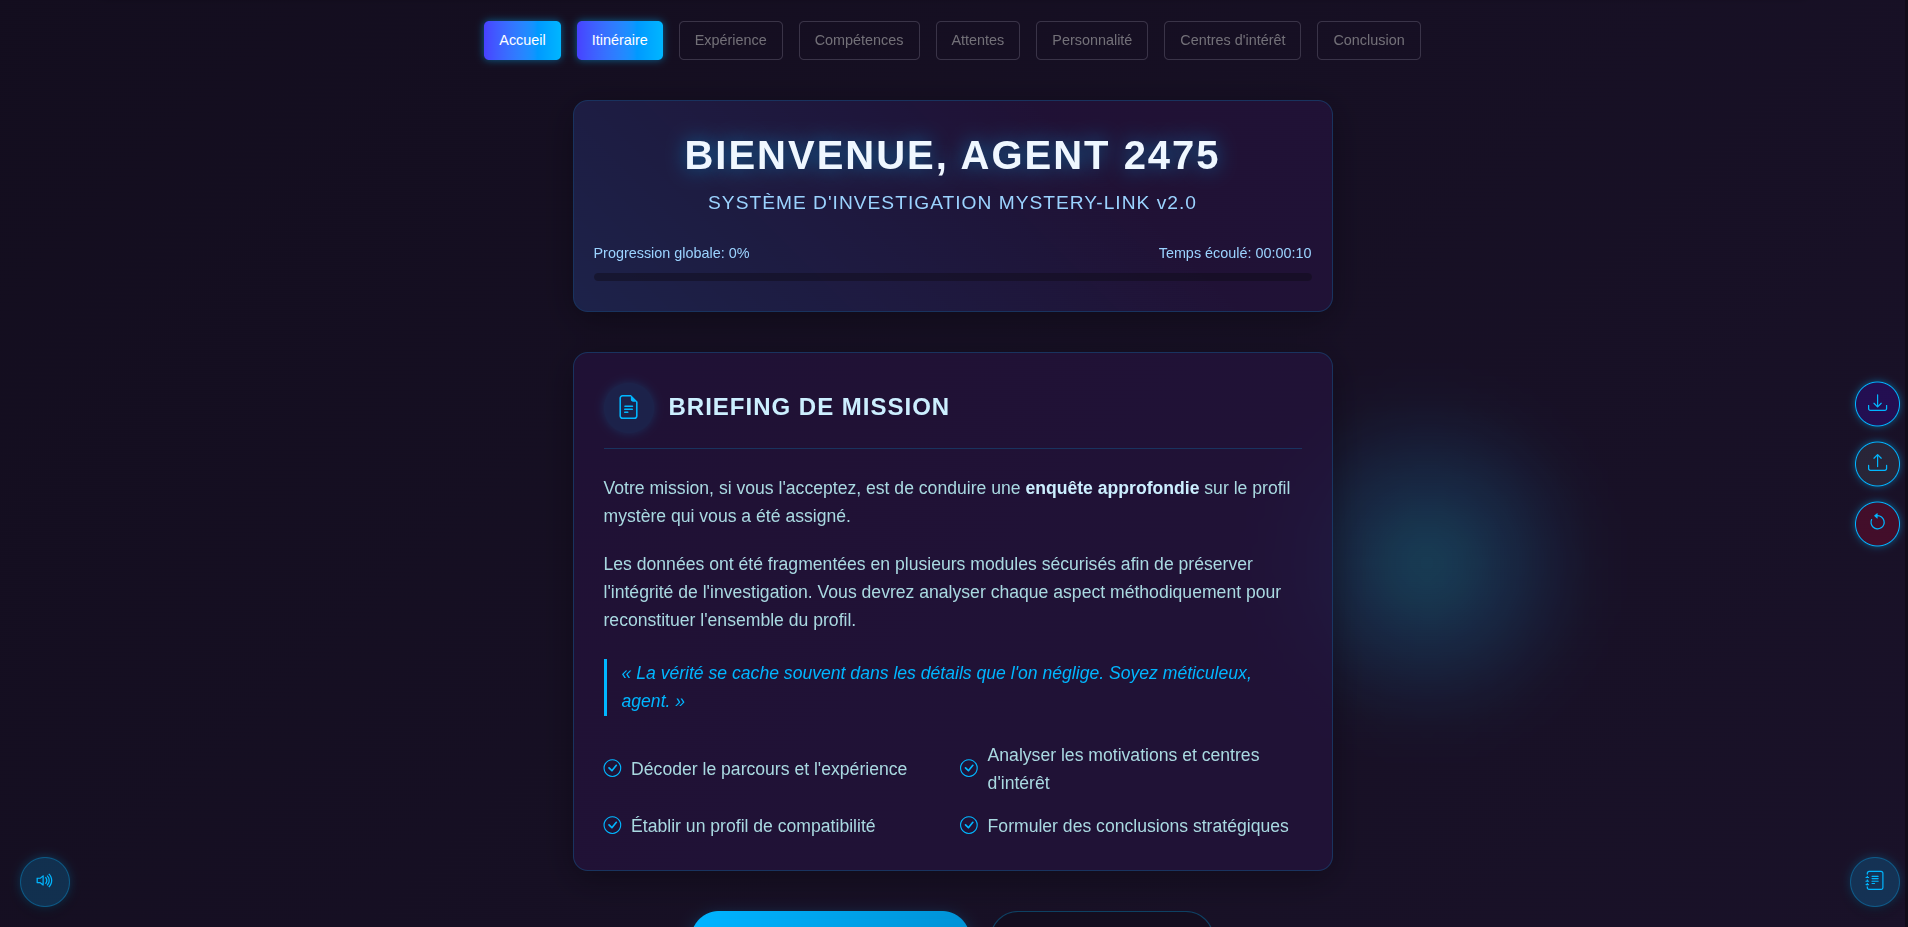 Accueil
Itinéraire
Expérience
Compétences
Attentes
Personnalité
Centres d'intérêt
Conclusion
BIENVENUE, AGENT 2475
SYSTÈME D'INVESTIGATION MYSTERY-LINK v2.0
Progression globale: 0%
Temps écoulé: 00:00:10
BRIEFING DE MISSION
Votre mission, si vous l'acceptez, est de conduire une enquête approfondie sur le profil
mystère qui vous a été assigné.
Les données ont été fragmentées en plusieurs modules sécurisés afin de préserver
l'intégrité de l'investigation. Vous devrez analyser chaque aspect méthodiquement pour
reconstituer l'ensemble du profil.
« La vérité se cache souvent dans les détails que l'on néglige. Soyez méticuleux,
agent. »
Décoder le parcours et l'expérience
Analyser les motivations et centres
d'intérêt
Établir un profil de compatibilité
Formuler des conclusions stratégiques